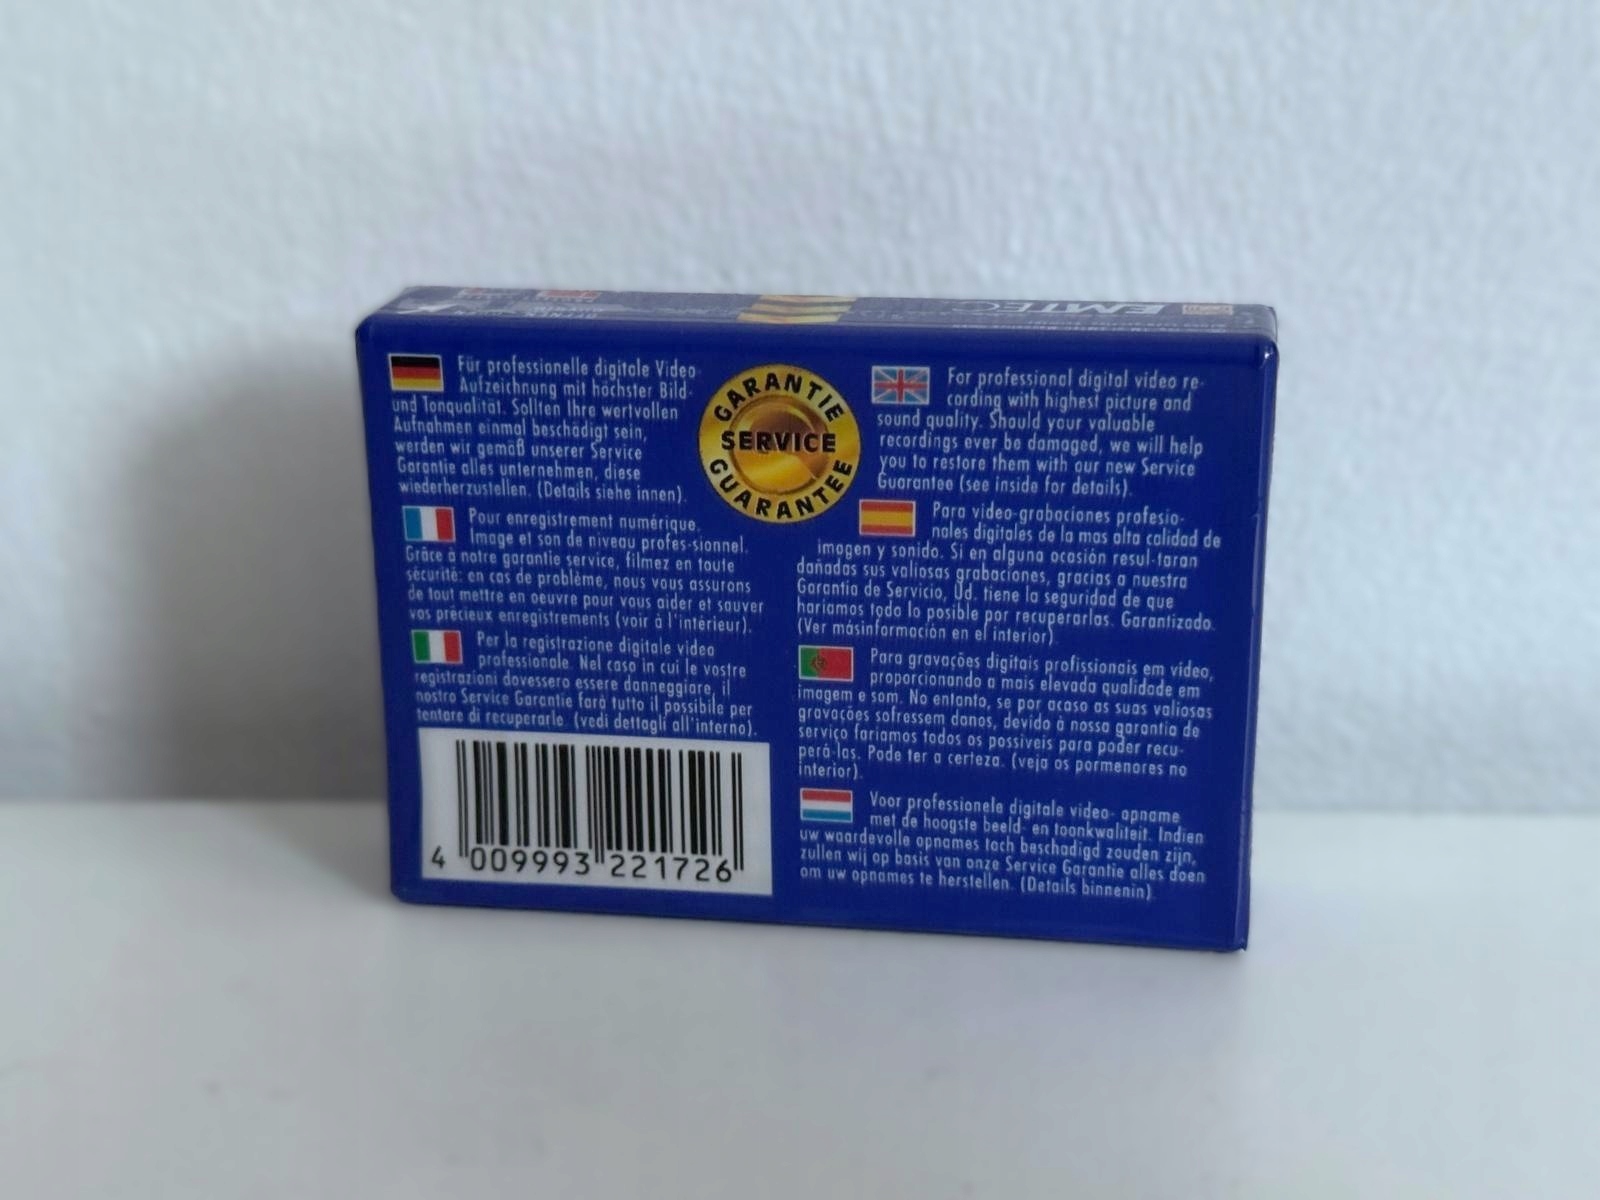 EMTEC
Für professionelle digitale Video-
Aufzeichnung mit höchster Bild-
und Tonqualität. Sollten Ihre wertvollen
Aufnahmen einmal beschädigt sein,
werden wir gemäß unserer Service
Garantie alles unternehmen, diese
wiederherzustellen. (Details siehe innen).
Pour enregistrement numérique.
Image et son de niveau profes-sionnel.
Grâce à notre garantie service, filmez en toute
sécurité: en cas de problème, nous vous assurons
de tout mettre en oeuvre pour vous aider et sauver
vos précieux enregistrements (voir à l'intérieur).
Per la registrazione digitale video
professionale. Nel caso in cui le vostre
registrazioni dovessero essere danneggiare, il
nostro Service Garantie farà tutto il possibile per
tentare di recuperarle. (vedi dettagli all'interno).
4 009993 221726
GARANTIE
SERVICE
GUARANTEE
For professional digital video re-
cording with highest picture and
sound quality. Should your valuable
recordings ever be damaged, we will help
you to restore them with our new Service
Guarantee (see inside for details).
Para video-grabaciones profesio-
nales digitales de la mas alta calidad de
imagen y sonido. Si en alguna ocasión resul-taran
dañadas sus valiosas grabaciones, gracias a nuestra
Garantia de Servicio, Ud. tiene la seguridad de que
hariamos todo lo posible por recuperarlas. Garantizado.
(Ver másinformación en el interior)
Para gravações digitais profissionais em video,
proporcionando a mais elevada qualidade em
imagem e som. No entanto, se por acaso as suas valiosas
gravações sofressem danos, devido à nossa garantia de
serviço fariamos todos os possiveis para poder recu-
perá-las. Pode ter a certeza. (veja os pormenores no
interior).
Voor professionele digitale video- opname
met de hoogste beeld- en toonkwaliteit. Indien
uw waardevolle opnames toch beschadigd zouden zijn,
zullen wij op basis van onze Service Garantie alles doen
om uw opnames te herstellen. (Details binnenin).